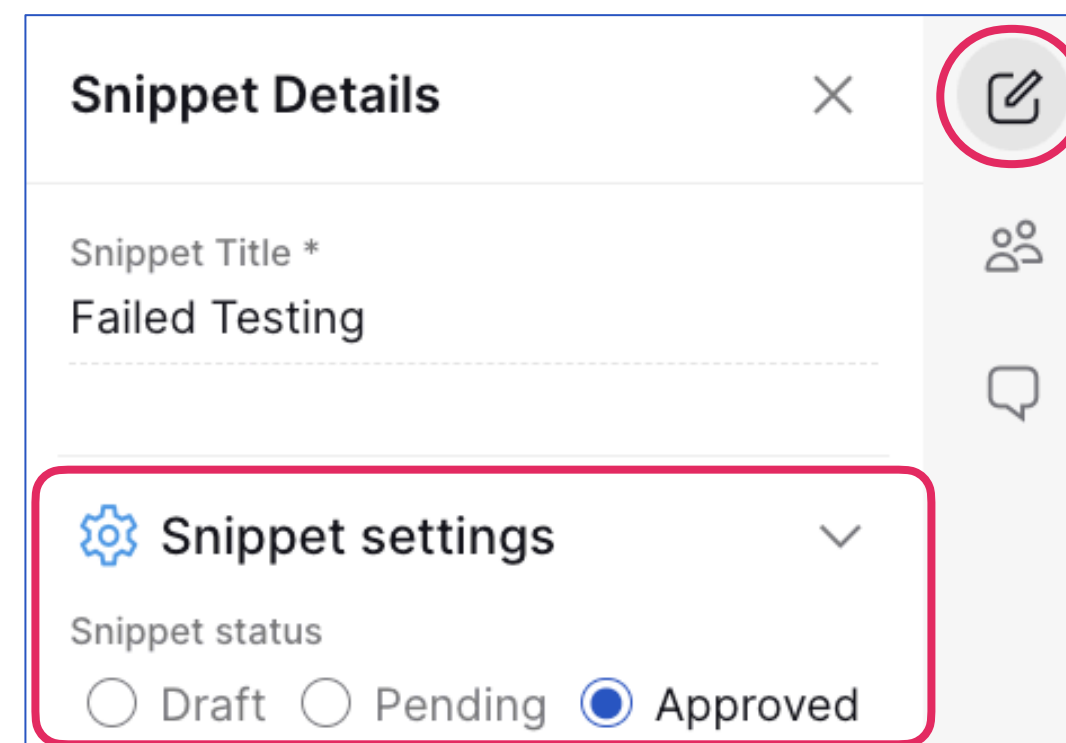 Snippet Details
Snippet Title *
Failed Testing
Snippet settings
Snippet status
Draft Pending Approved